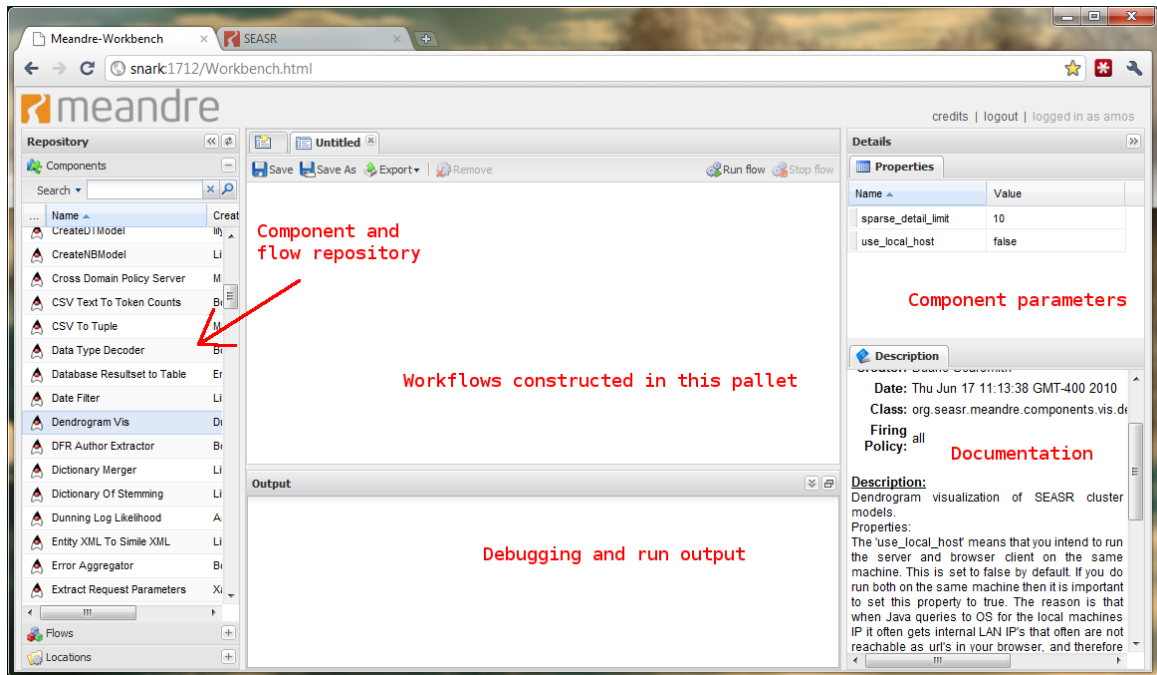 Meandre-Workbench
SEASR
snark:1712/Workbench.html
meandre
credits | logout | logged in as amos
Repository
Components
Search
... Name Creat
CreateDTModel
CreateNBModel Li
Cross Domain Policy Server M
CSV Text To Token Counts
CSV To Tuple
Data Type Decoder
Database Resultset to Table Er
Date Filter Li
Dendrogram Vis
DFR Author Extractor
Dictionary Merger Li
Dictionary Of Stemming Li
Dunning Log Likelihood A
Entity XML To Simile XML Li
Error Aggregator
Extract Request Parameters
Flows
Locations
Untitled
Save Save As Export Remove Run flow Stop flow
Component and
flow repository
Workflows constructed in this pallet
Output
Debugging and run output
Details
Properties
Name Value
sparse_detail_limit 10
use_local_host false
Component parameters
Description
Date: Thu Jun 17 11:13:38 GMT-400 2010
Class: org.seasr.meandre.components.vis.de
Firing
Policy: all
Documentation
Description:
Dendrogram visualization of SEASR cluster
models.
Properties:
The 'use_local_host' means that you intend to run
the server and browser client on the same
machine. This is set to false by default. If you do
run both on the same machine then it is important
to set this property to true. The reason is that
when Java queries to OS for the local machines
IP it often gets internal LAN IP's that often are not
reachable as url's in your browser, and therefore